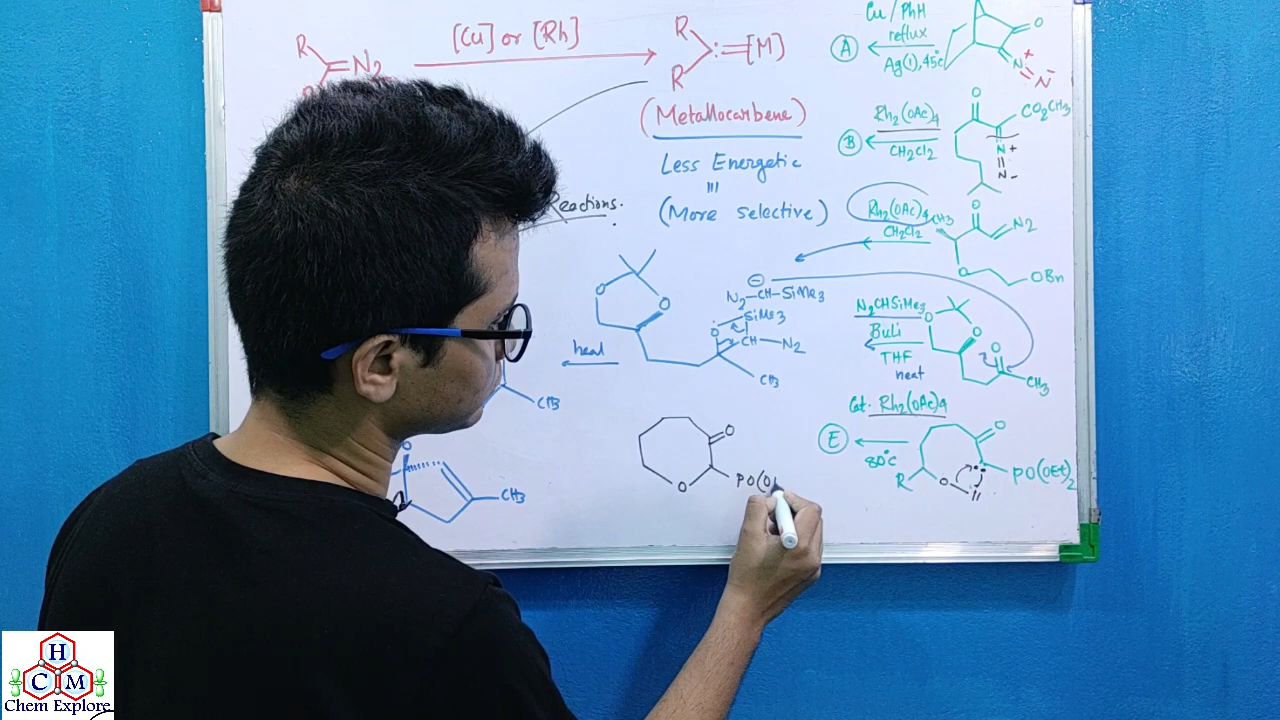 [Cu] or [Rh]
R
R
N2
R
R
:
[M]
(Metallocarbene)
Less Energetic
(More selective)
Reactions.
Cu/PhH
reflux
Ag(I), 45°C
A
O
N
+
N
-
B
Rh2(OAc)4
CH2Cl2
O
CO2CH3
N
+
N
-
Rh2(OAc)4
CH2Cl2
CH3
O
N2
O
OBn
N2CHSiMe3
BuLi
THF
heat
O
O
O
CH3
heat
O
O
N2-CH-SiMe3
O
SiMe3
CH-N2
CH3
CH3
Cat. Rh2(OAc)4
E
80°C
O
PO(OEt)2
R
O
H
O
O
PO(O
O
CH3
H
C
M
Chem Explore